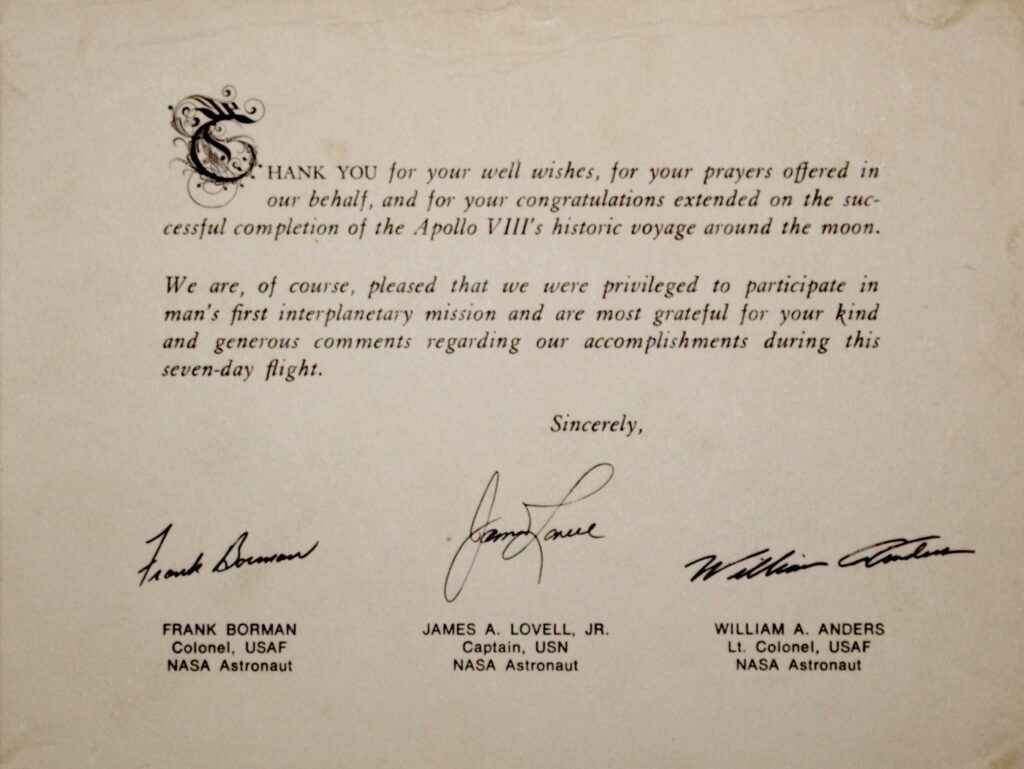 THANK YOU for your well wishes, for your prayers offered in
our behalf, and for your congratulations extended on the suc-
cessful completion of the Apollo VIII's historic voyage around the moon.
We are, of course, pleased that we were privileged to participate in
man's first interplanetary mission and are most grateful for your kind
and generous comments regarding our accomplishments during this
seven-day flight.
Sincerely,
Frank Borman
James Lovell
William Anders
FRANK BORMAN
Colonel, USAF
NASA Astronaut
JAMES A. LOVELL, JR.
Captain, USN
NASA Astronaut
WILLIAM A. ANDERS
Lt. Colonel, USAF
NASA Astronaut